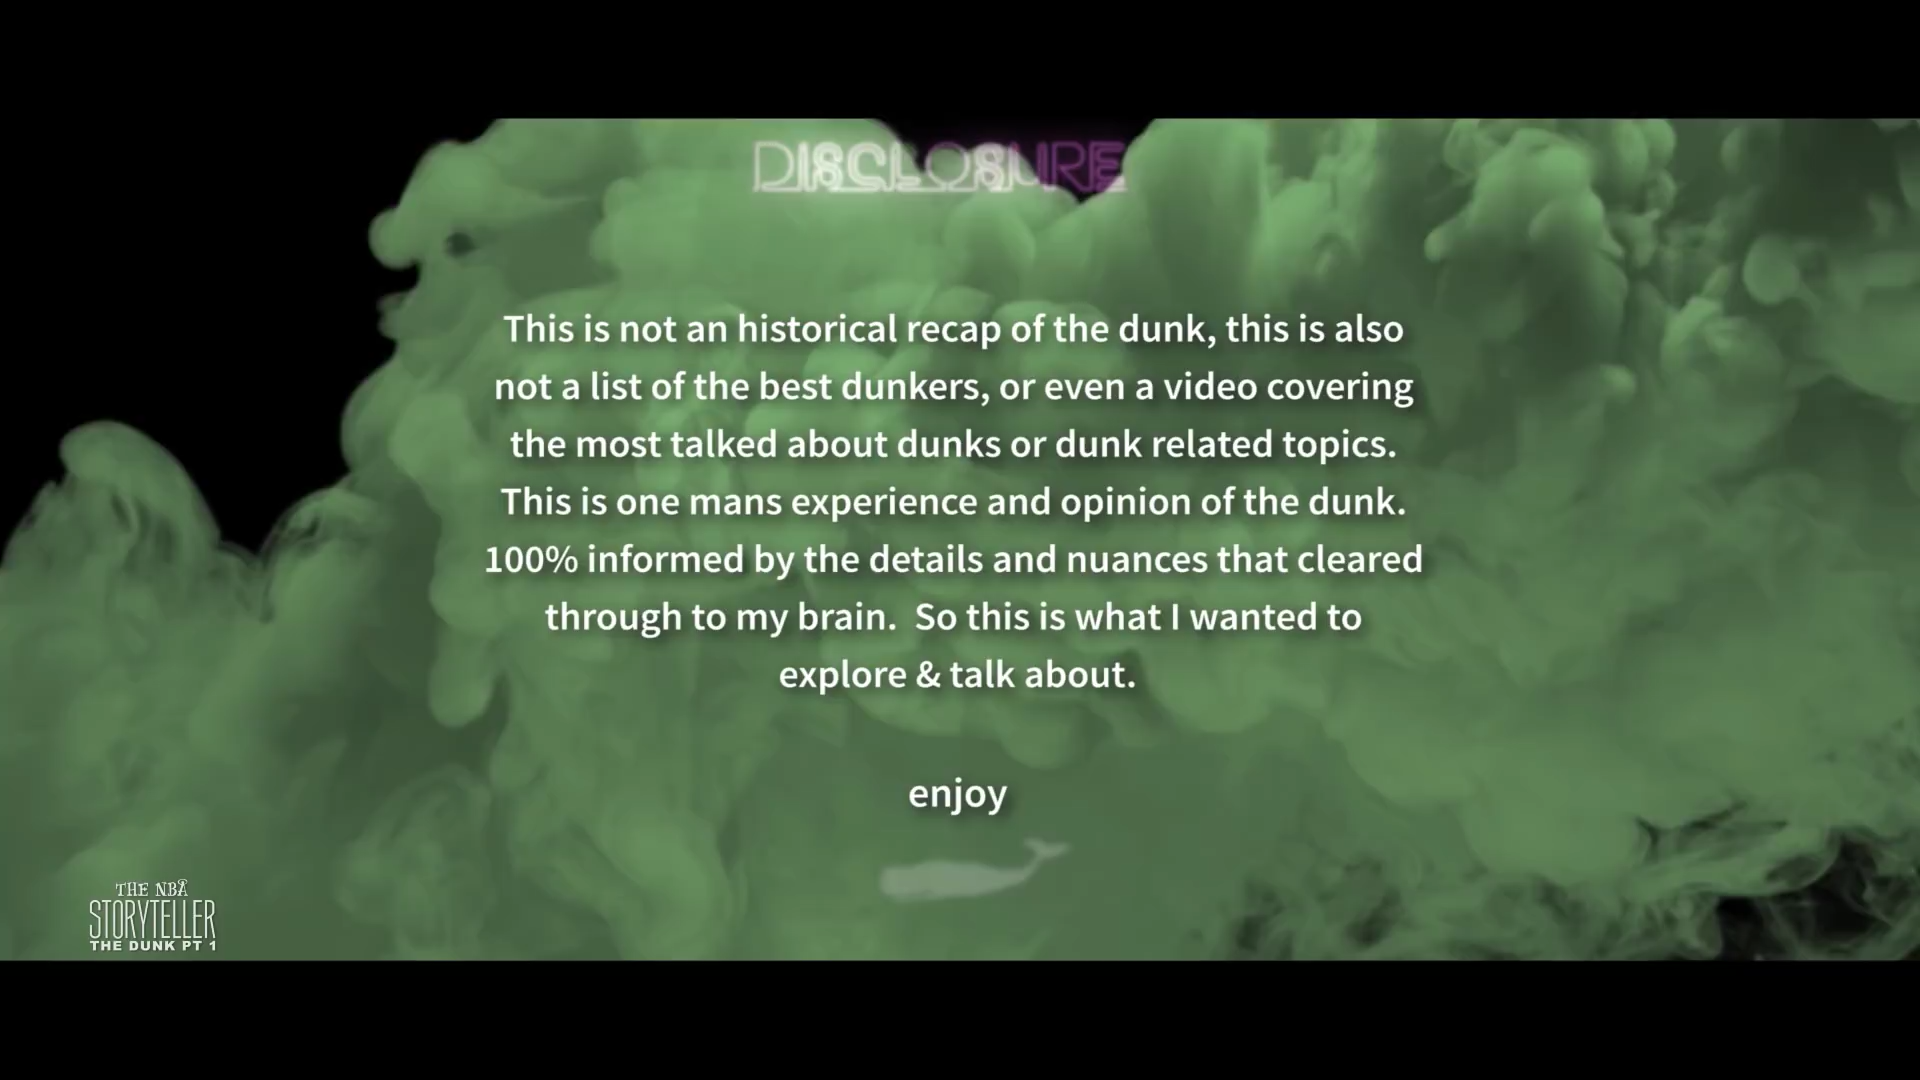 DISCLOSURE
This is not an historical recap of the dunk, this is also
not a list of the best dunkers, or even a video covering
the most talked about dunks or dunk related topics.
This is one mans experience and opinion of the dunk.
100% informed by the details and nuances that cleared
through to my brain.  So this is what I wanted to
explore & talk about.
enjoy
THE NBA
STORYTELLER
THE DUNK PT 1